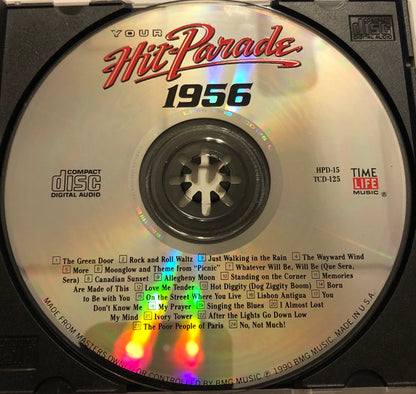 YOUR
Hit Parade
1956
COMPACT
disc
DIGITAL AUDIO
COMPACT
disc
DIGITAL AUDIO
HPD-15
TCD-125
TIME
LIFE
MUSIC®
1 The Green Door 2 Rock and Roll Waltz 3 Just Walking in the Rain 4 The Wayward Wind
5 More 6 Moonglow and Theme from "Picnic" 7 Whatever Will Be, Will Be (Que Sera,
Sera) 8 Canadian Sunset 9 Allegheny Moon 10 Standing on the Corner 11 Memories
Are Made of This 12 Love Me Tender 13 Hot Diggity (Dog Ziggity Boom) 14 Born
to Be with You 15 On the Street Where You Live 16 Lisbon Antigua 17 You
Don't Know Me 18 My Prayer 19 Singing the Blues 20 I Almost Lost
My Mind 21 Ivory Tower 22 After the Lights Go Down Low
23 The Poor People of Paris 24 No, Not Much!
MADE FROM MASTERS OWNED OR CONTROLLED BY BMG MUSIC Ⓟ 1990 BMG MUSIC. MADE IN U.S.A.